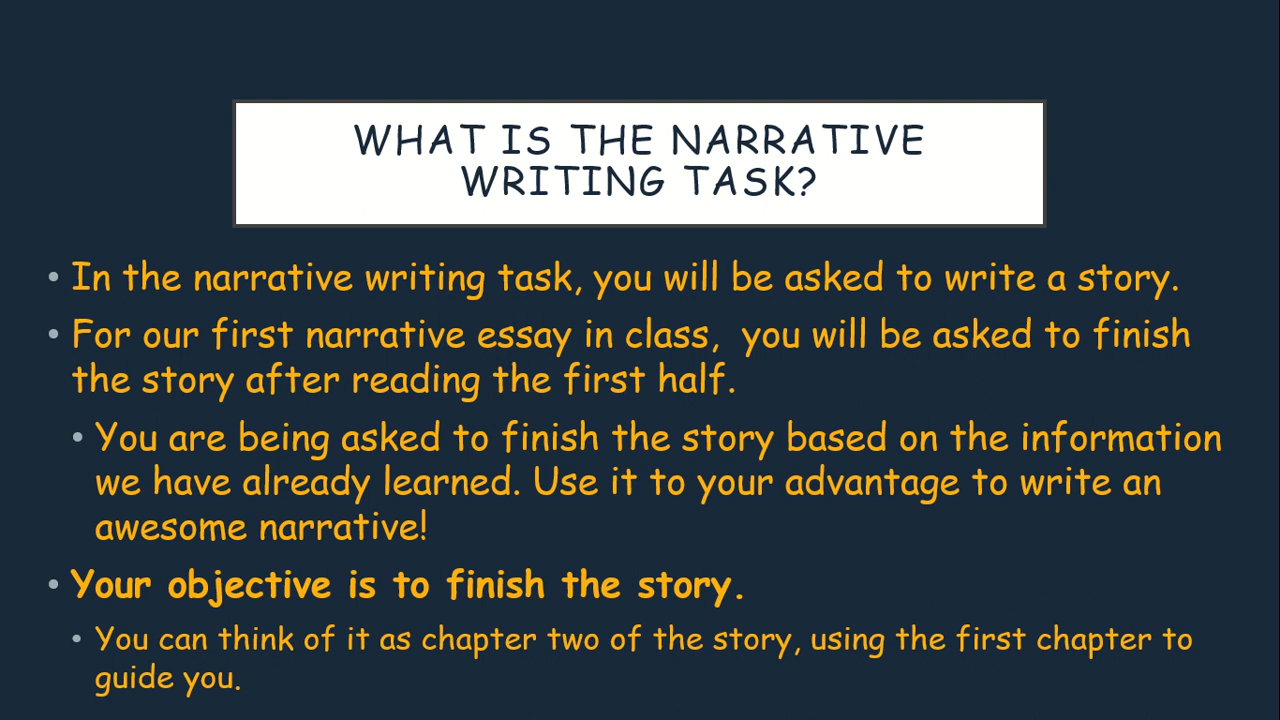 WHAT IS THE NARRATIVE
WRITING TASK?
• In the narrative writing task, you will be asked to write a story.
• For our first narrative essay in class,  you will be asked to finish
the story after reading the first half.
• You are being asked to finish the story based on the information
we have already learned. Use it to your advantage to write an
awesome narrative!
• Your objective is to finish the story.
• You can think of it as chapter two of the story, using the first chapter to
guide you.